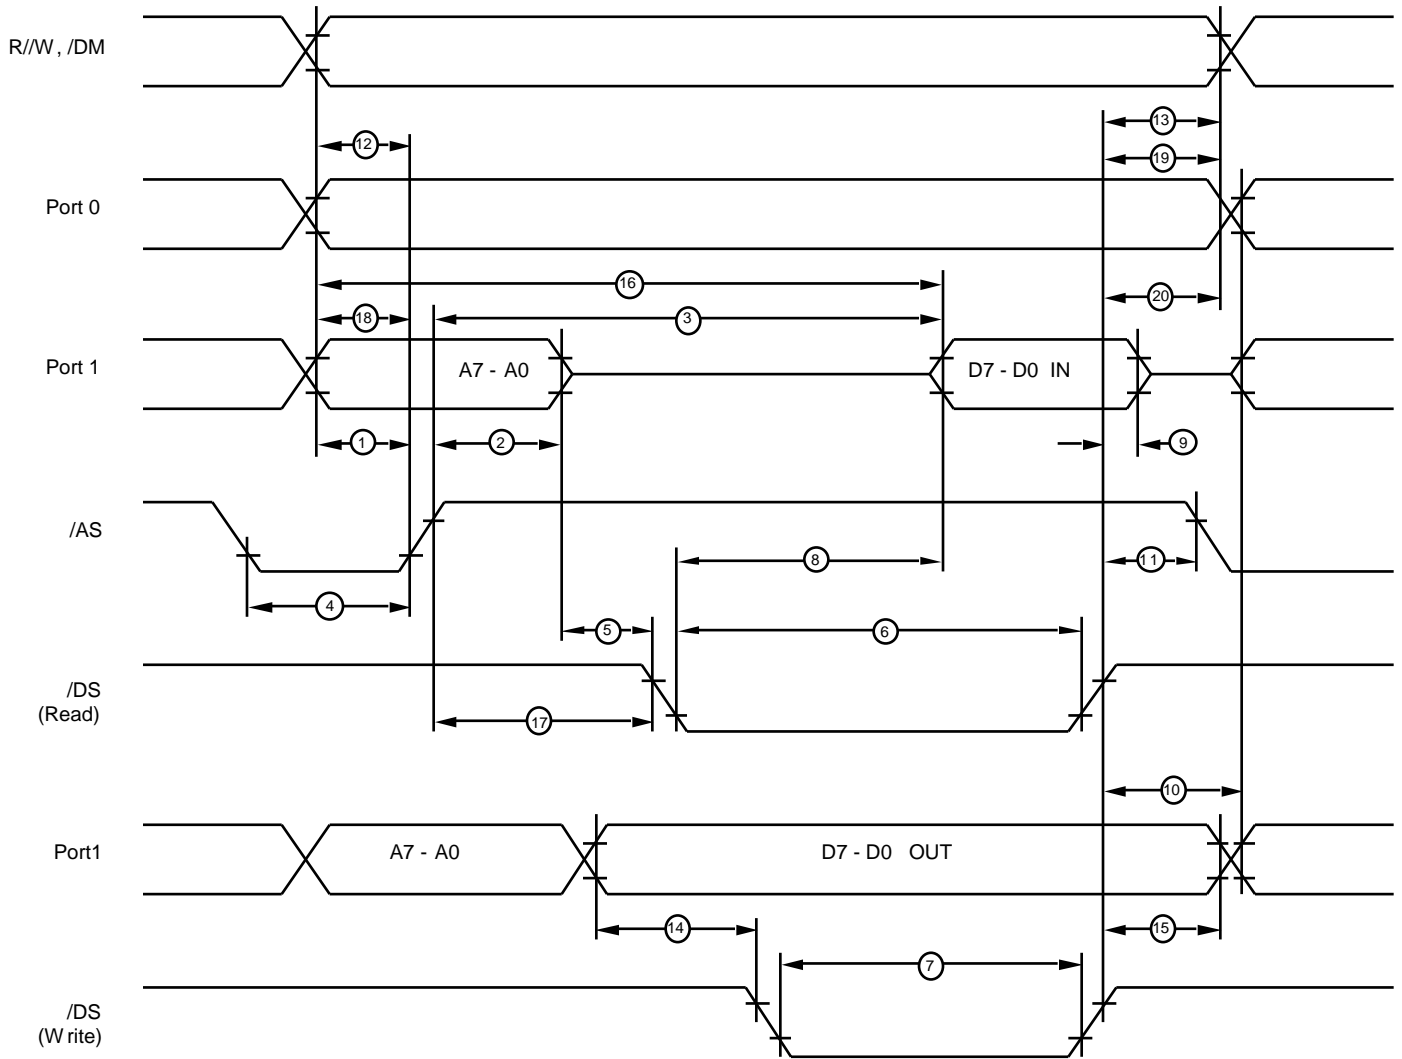 R//W, /DM
13
12
19
Port 0
16
20
18
3
Port 1
A7 - A0
D7 - D0 IN
1
2
9
/AS
8
11
4
5
6
/DS
(Read)
17
10
Port1
A7 - A0
D7 - D0 OUT
14
15
7
/DS
(Write)